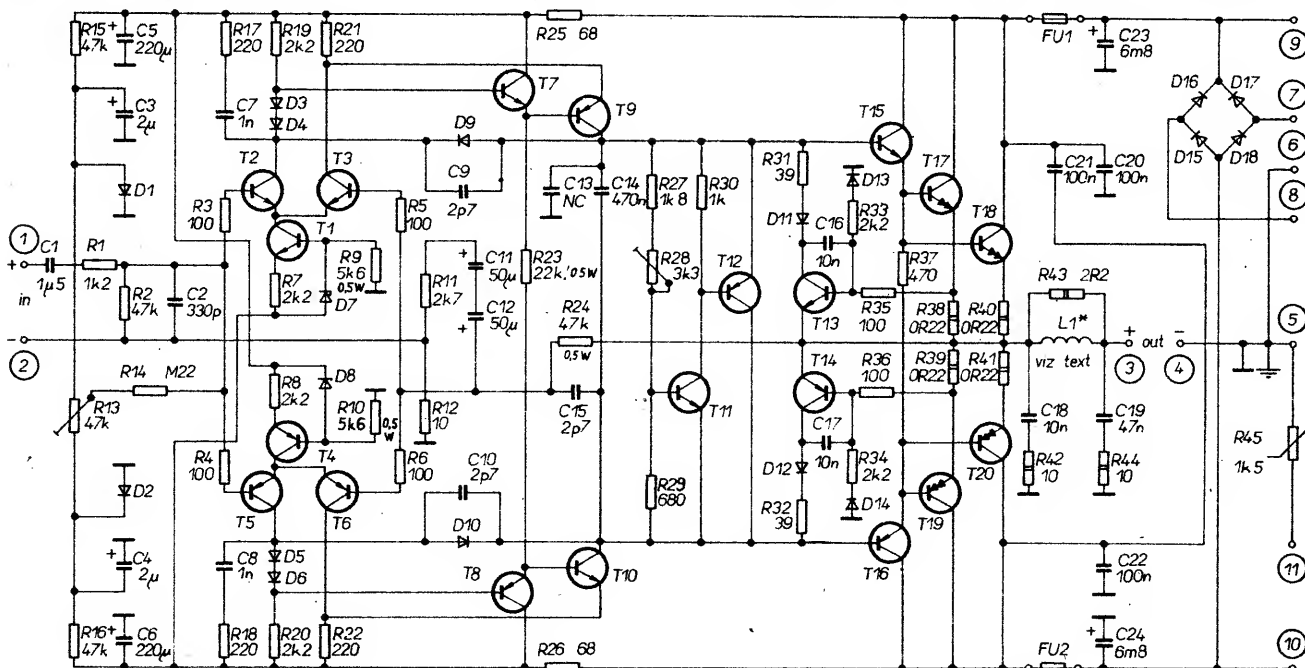 R15 47k
C5 220μ
R17 220
R19 2k2
R21 220
R25 68
FU1
C23 6m8
9
C3 2μ
C7 1n
D3
D4
T7
T9
T15
D16
D17
7
D9
T17
6
D1
T2
T3
C9 2p7
C13 NC
C14 470n
R27 1k8
R30 1k
R31 39
D13
C21 100n
C20 100n
D15
D18
8
R3 100
T1
R5 100
D11
C16 10n
R33 2k2
T18
1
C1 1μ5
R1 1k2
R7 2k2
R9 5k6 0,5W
R11 2k7
C11 50μ
R23 22k/0,5W
R28 3k3
T12
R37 470
R43 2R2
in
R2 47k
C2 330p
D7
C12 50μ
R24 47k 0,5W
T13
R35 100
R38 0R22
R40 0R22
L1*
viz text
5
2
3
out
4
R14 M22
R13 47k
R8 2k2
D8
R10 5k6 0,5W
R12 10
C15 2p7
T11
T14
R36 100
R39 0R22
R41 0R22
C18 10n
C19 47n
R4 100
T4
R6 100
C17 10n
R34 2k2
T20
R42 10
R44 10
R45 1k5
D2
T5
T6
C10 2p7
R29 680
D12
R32 39
D14
T19
C4 2μ
C8 1n
D5
D6
D10
T8
T10
T16
C22 100n
11
R16 47k
C6 220μ
R18 220
R20 2k2
R22 220
R26 68
FU2
C24 6m8
10